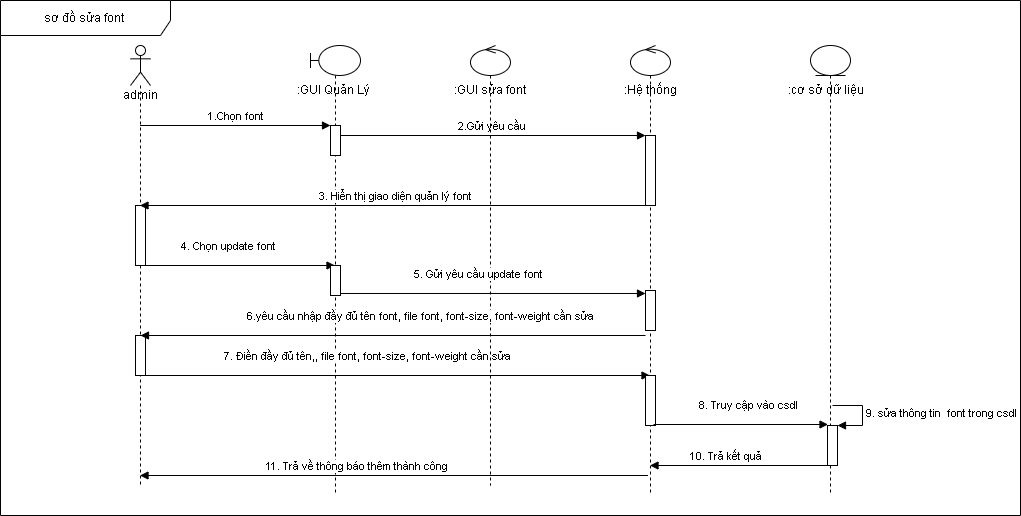 sơ đồ sửa font
admin
:GUI Quản Lý
:GUI sửa font
:Hệ thống
:cơ sở dữ liệu
1.Chọn font
2.Gửi yêu cầu
3. Hiển thị giao diện quản lý font
4. Chọn update font
5. Gửi yêu cầu update font
6.yêu cầu nhập đầy đủ tên font, file font, font-size, font-weight cần sửa
7. Điền đầy đủ tên,, file font, font-size, font-weight cần sửa
8. Truy cập vào csdl
9. sửa thông tin font trong csdl
10. Trả kết quả
11. Trả về thông báo thêm thành công